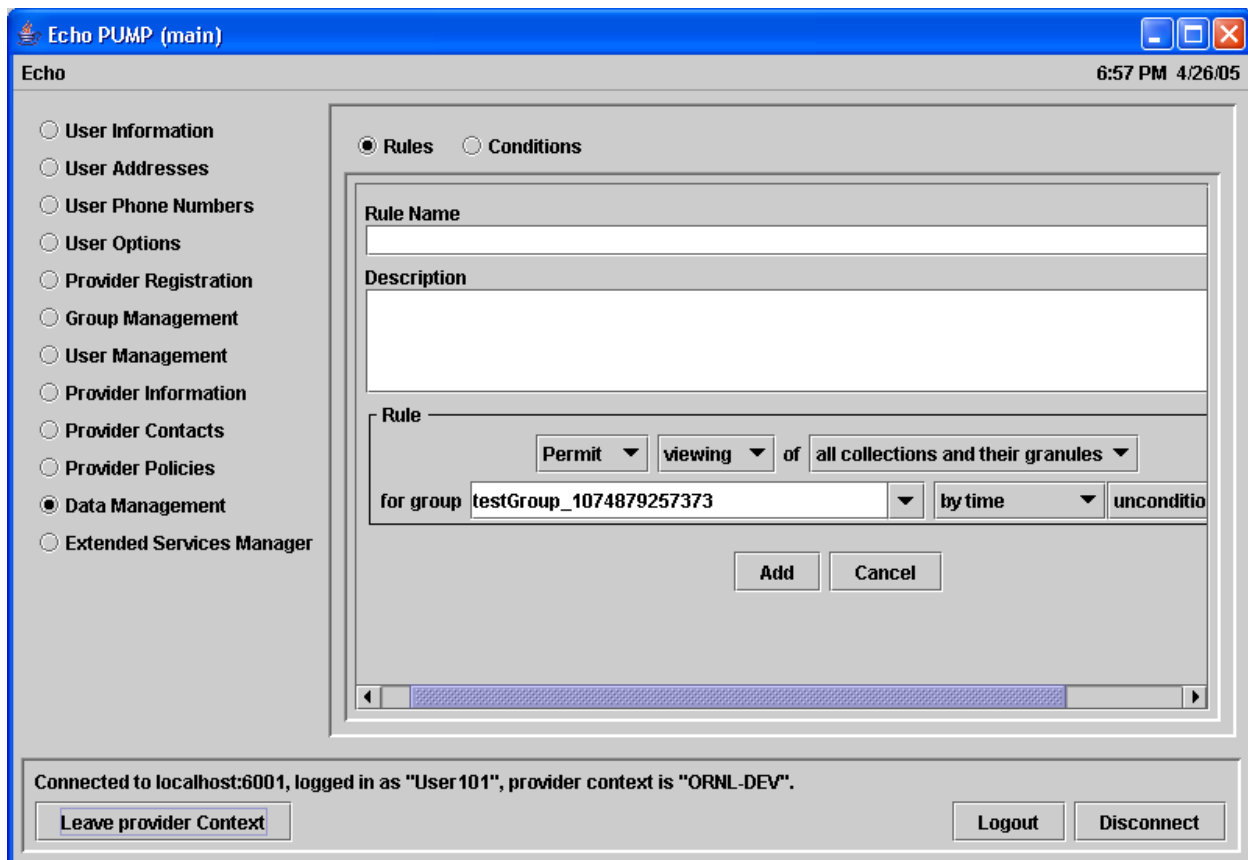 Echo PUMP (main)
Echo
6:57 PM 4/26/05
User Information
User Addresses
User Phone Numbers
User Options
Provider Registration
Group Management
User Management
Provider Information
Provider Contacts
Provider Policies
Data Management
Extended Services Manager
Rules Conditions
Rule Name
Description
Rule
Permit viewing of all collections and their granules
for group testGroup_1074879257373 by time unconditio
Add Cancel
Connected to localhost:6001, logged in as "User101", provider context is "ORNL-DEV".
Leave provider Context Logout Disconnect